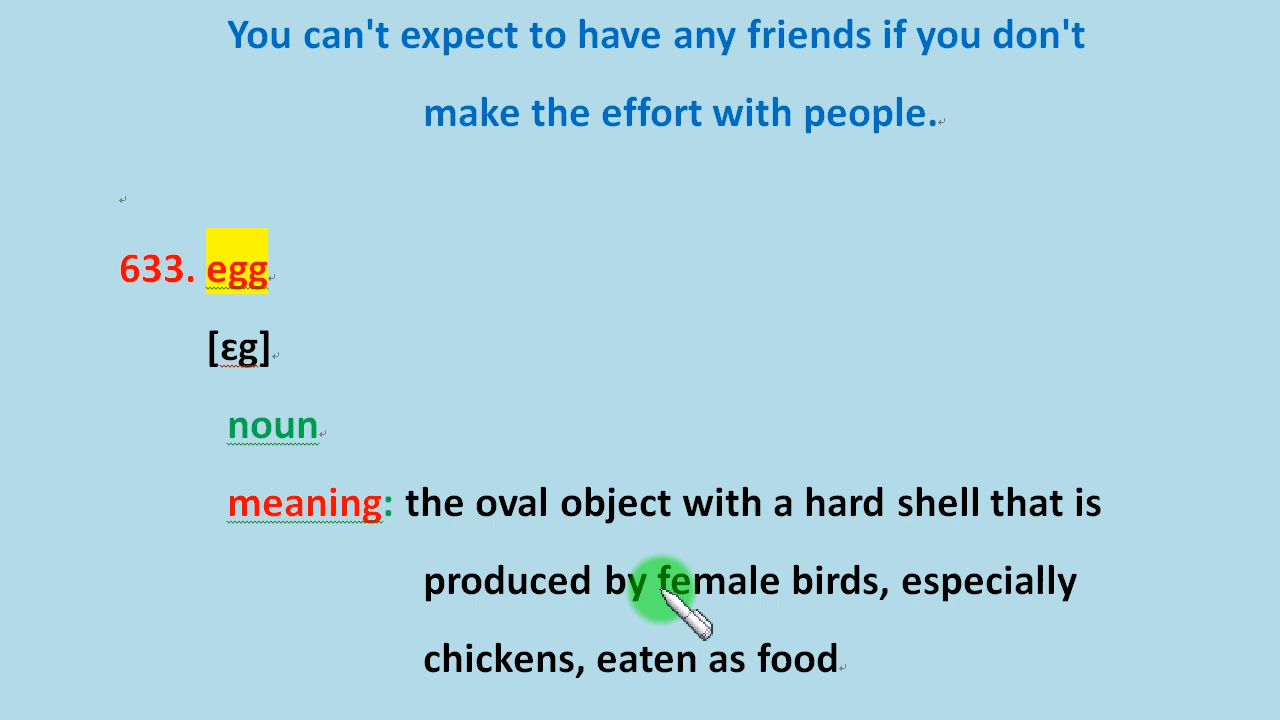 You can't expect to have any friends if you don't
make the effort with people.
633. egg
[ɛg]
noun
meaning: the oval object with a hard shell that is
produced by female birds, especially
chickens, eaten as food